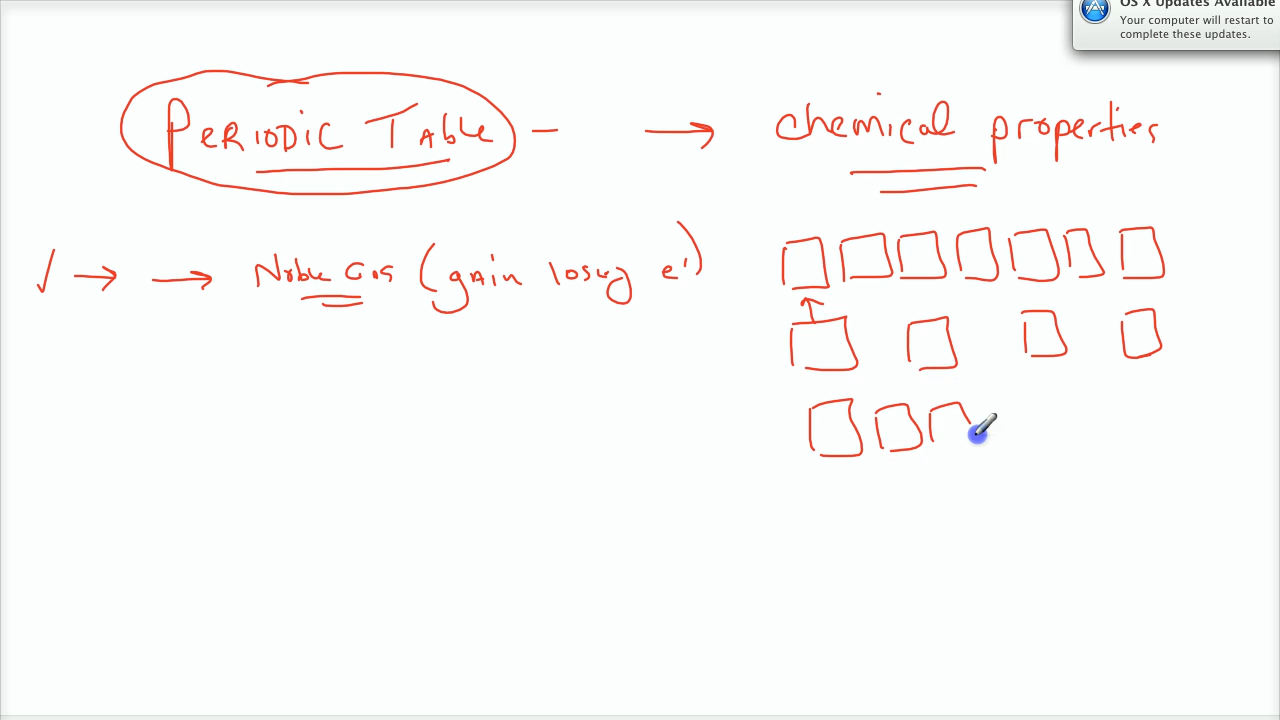 OS X Updates Available
Your computer will restart to
complete these updates.
PERIODIC TABLE – → chemical properties
√ → → Noble Gas (gain losing e's)